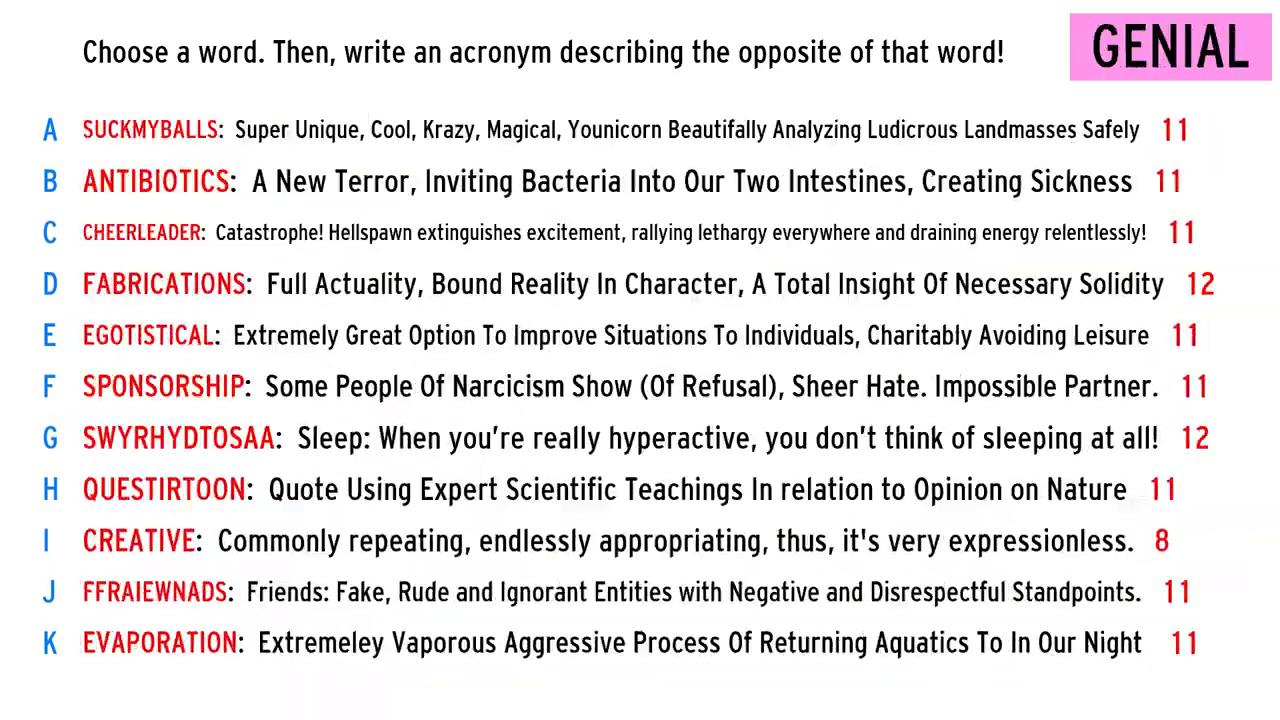 Choose a word. Then, write an acronym describing the opposite of that word!
GENIAL
A SUCKMYBALLS: Super Unique, Cool, Krazy, Magical, Younicorn Beautifally Analyzing Ludicrous Landmasses Safely 11
B ANTIBIOTICS: A New Terror, Inviting Bacteria Into Our Two Intestines, Creating Sickness 11
C CHEERLEADER: Catastrophe! Hellspawn extinguishes excitement, rallying lethargy everywhere and draining energy relentlessly! 11
D FABRICATIONS: Full Actuality, Bound Reality In Character, A Total Insight Of Necessary Solidity 12
E EGOTISTICAL: Extremely Great Option To Improve Situations To Individuals, Charitably Avoiding Leisure 11
F SPONSORSHIP: Some People Of Narcicism Show (Of Refusal), Sheer Hate. Impossible Partner. 11
G SWYRHYDTOSAA: Sleep: When you're really hyperactive, you don't think of sleeping at all! 12
H QUESTIRTOON: Quote Using Expert Scientific Teachings In relation to Opinion on Nature 11
I CREATIVE: Commonly repeating, endlessly appropriating, thus, it's very expressionless. 8
J FFRAIEWNADS: Friends: Fake, Rude and Ignorant Entities with Negative and Disrespectful Standpoints. 11
K EVAPORATION: Extremeley Vaporous Aggressive Process Of Returning Aquatics To In Our Night 11